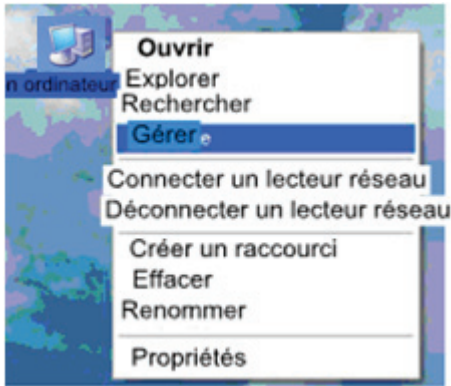 n ordinateur
Ouvrir
Explorer
Rechercher
Gérer e
Connecter un lecteur réseau
Déconnecter un lecteur réseau
Créer un raccourci
Effacer
Renommer
Propriétés